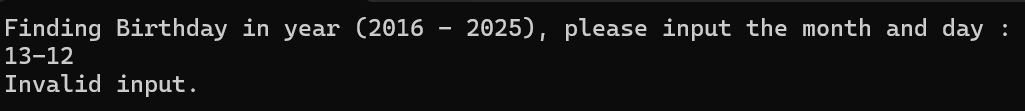 Finding Birthday in year (2016 - 2025), please input the month and day :
13-12
Invalid input.